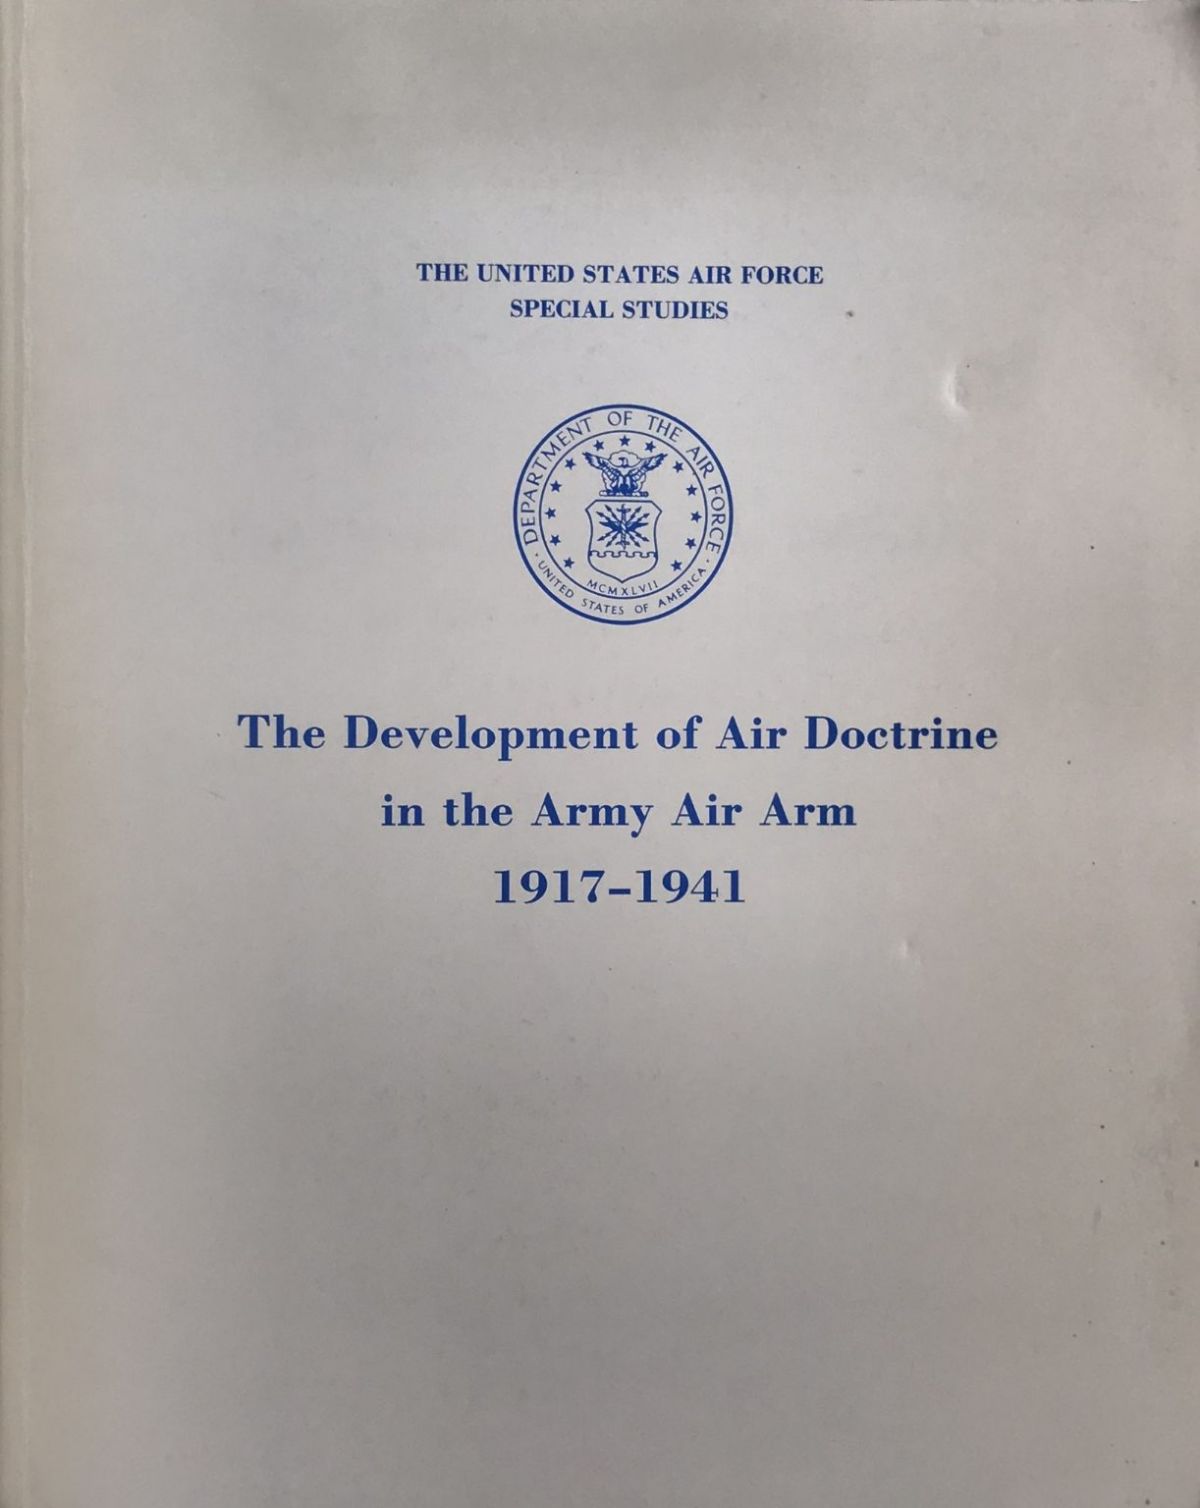 THE UNITED STATES AIR FORCE
SPECIAL STUDIES
DEPARTMENT OF THE AIR FORCE
MCMXLVII
· UNITED STATES OF AMERICA ·
The Development of Air Doctrine
in the Army Air Arm
1917–1941